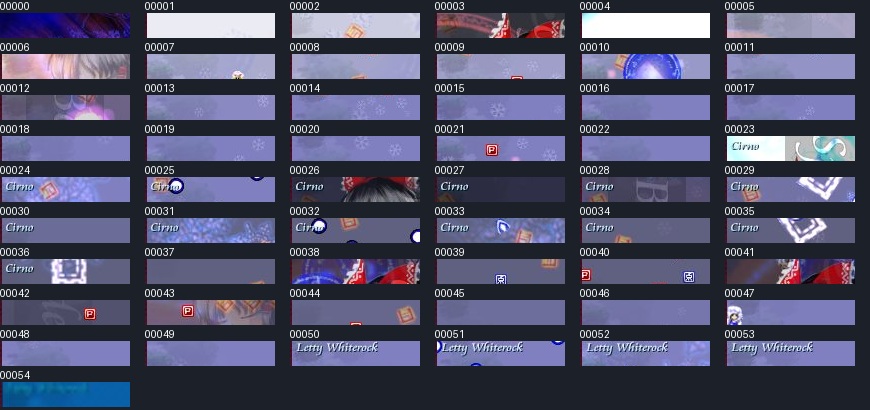 00000 00001 00002 00003 00004 00005
00006 00007 00008 00009 00010 00011
00012 00013 00014 00015 00016 00017
P
00018 00019 00020 00021 00022 00023
P
Cirno
00024 00025 00026 00027 00028 00029
Cirno Cirno Cirno Cirno Cirno Cirno
00030 00031 00032 00033 00034 00035
Cirno Cirno Cirno Cirno Cirno Cirno
00036 00037 00038 00039 00040 00041
Cirno
P
00042 00043 00044 00045 00046 00047
P P
00048 00049 00050 00051 00052 00053
Letty Whiterock Letty Whiterock Letty Whiterock Letty Whiterock
00054